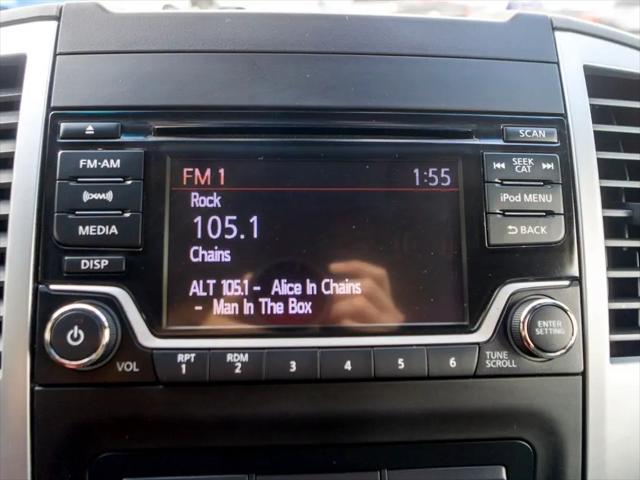 SCAN
FM-AM
FM 1 1:55
SEEK
CAT
Rock
((XM))
105.1
iPod MENU
MEDIA
Chains
BACK
DISP
ALT 105.1 - Alice In Chains
- Man In The Box
ENTER
SETTING
VOL
RPT
1
RDM
2
3
4
5
6
TUNE
SCROLL